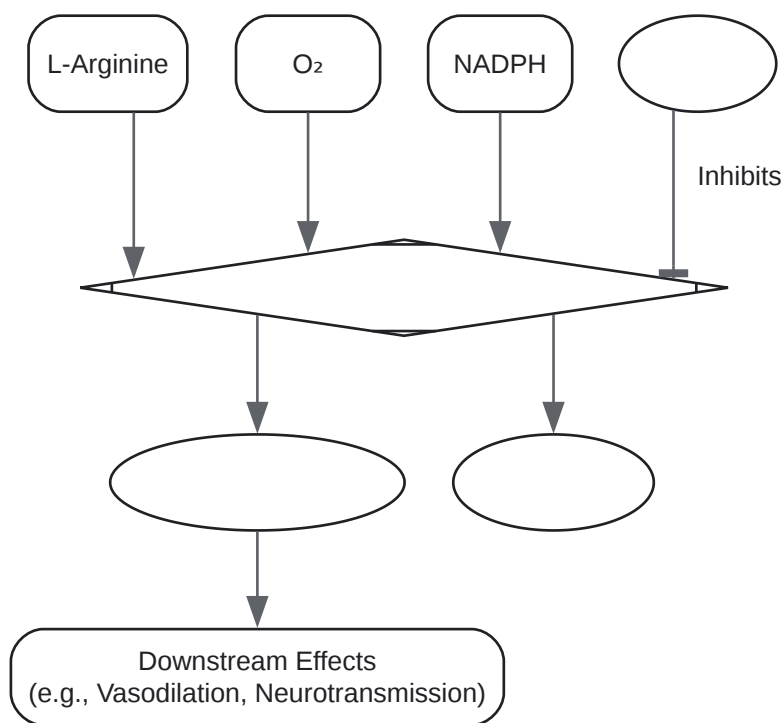 L-Arginine
O₂
NADPH
Inhibits
Downstream Effects
(e.g., Vasodilation, Neurotransmission)